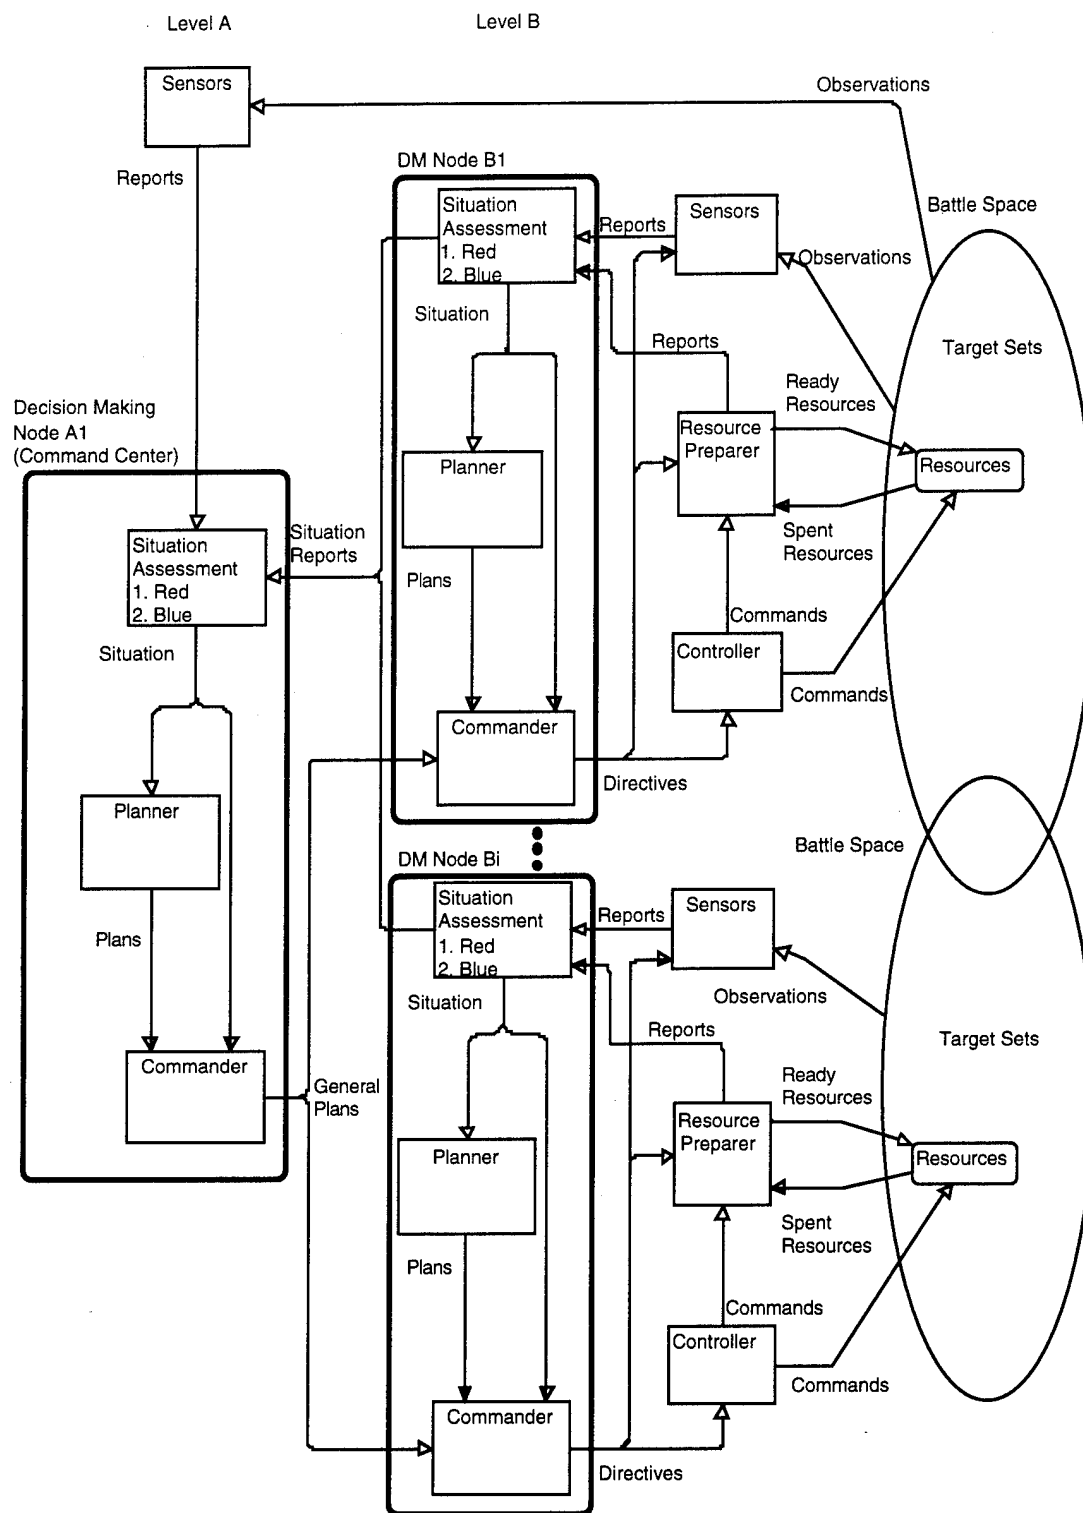 Level A
Level B
Sensors
Observations
Reports
DM Node B1
Situation
Assessment
1. Red
2. Blue
Reports
Sensors
Battle Space
Observations
Situation
Reports
Target Sets
Ready
Resources
Decision Making
Node A1
(Command Center)
Resource
Preparer
Planner
Resources
Situation
Assessment
1. Red
2. Blue
Situation
Reports
Spent
Resources
Plans
Commands
Situation
Controller
Commands
Commander
Directives
Planner
Battle Space
DM Node Bi
Situation
Assessment
1. Red
2. Blue
Reports
Sensors
Plans
Situation
Observations
Reports
Target Sets
Commander
General
Plans
Ready
Resources
Resource
Preparer
Planner
Resources
Spent
Resources
Plans
Commands
Controller
Commands
Commander
Directives